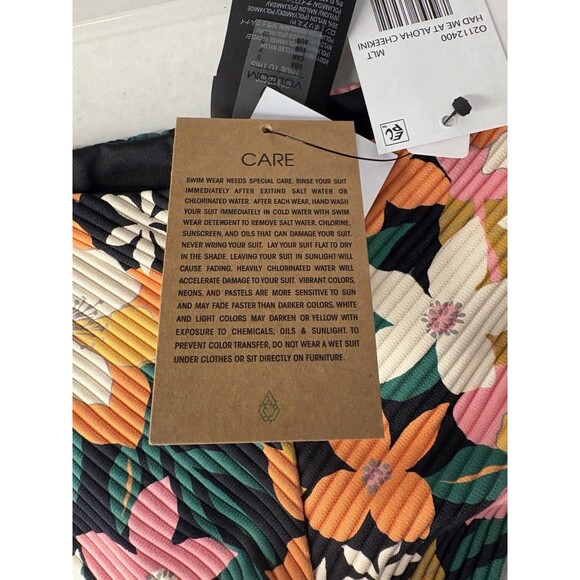 O2112400
HAD ME AT ALOHA CHEEKINI
MLT
CARE
SWIM WEAR NEEDS SPECIAL CARE. RINSE YOUR SUIT
IMMEDIATELY AFTER EXITING SALT WATER OR
CHLORINATED WATER. AFTER EACH WEAR, HAND WASH
YOUR SUIT IMMEDIATELY IN COLD WATER WITH SWIM
WEAR DETERGENT TO REMOVE SALT WATER, CHLORINE,
SUNSCREEN, AND OILS THAT CAN DAMAGE YOUR SUIT.
NEVER WRING YOUR SUIT. LAY YOUR SUIT FLAT TO DRY
IN THE SHADE. LEAVING YOUR SUIT IN SUNLIGHT WILL
CAUSE FADING. HEAVILY CHLORINATED WATER WILL
ACCELERATE DAMAGE TO YOUR SUIT. VIBRANT COLORS,
NEONS, AND PASTELS ARE MORE SENSITIVE TO SUN
AND MAY FADE FASTER THAN DARKER COLORS. WHITE
AND LIGHT COLORS MAY DARKEN OR YELLOW WITH
EXPOSURE TO CHEMICALS, OILS & SUNLIGHT. TO
PREVENT COLOR TRANSFER, DO NOT WEAR A WET SUIT
UNDER CLOTHES OR SIT DIRECTLY ON FURNITURE.